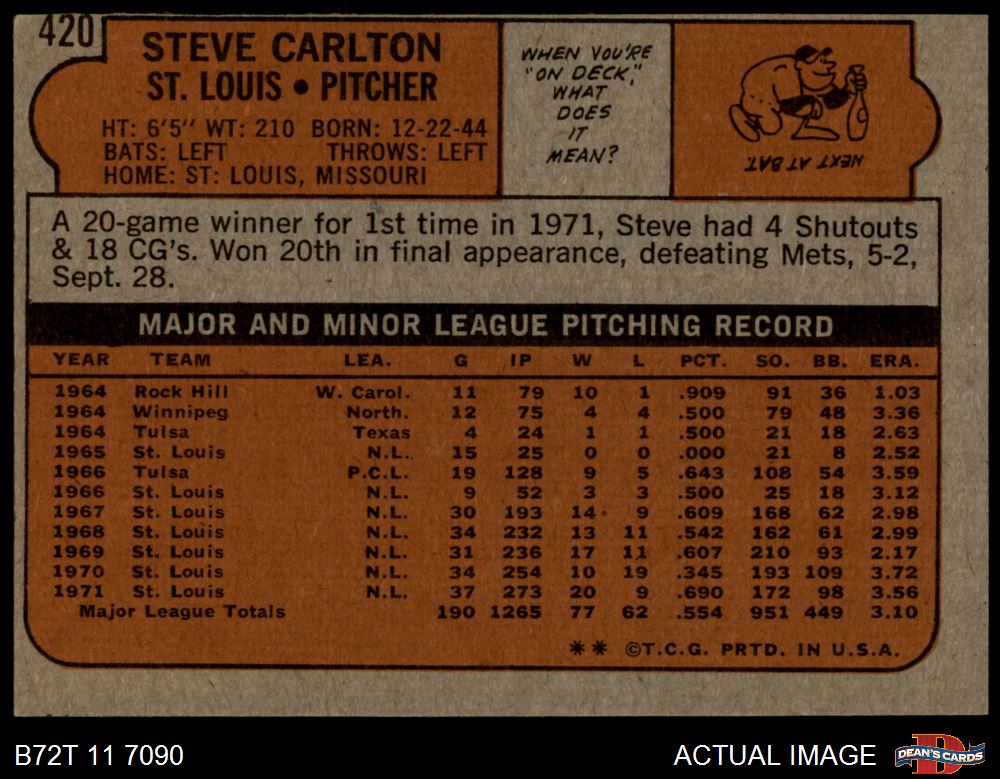 420
STEVE CARLTON
ST. LOUIS • PITCHER
HT: 6'5" WT: 210 BORN: 12-22-44
BATS: LEFT THROWS: LEFT
HOME: ST: LOUIS, MISSOURI
WHEN YOU'RE
"ON DECK,"
WHAT
DOES
IT
MEAN?
NEXT AT BAT.
A 20-game winner for 1st time in 1971, Steve had 4 Shutouts
& 18 CG's. Won 20th in final appearance, defeating Mets, 5-2,
Sept. 28.
MAJOR AND MINOR LEAGUE PITCHING RECORD
YEAR TEAM LEA. G IP W L PCT. SO. BB. ERA.
1964 Rock Hill W. Carol. 11 79 10 1 .909 91 36 1.03
1964 Winnipeg North. 12 75 4 4 .500 79 48 3.36
1964 Tulsa Texas 4 24 1 1 .500 21 18 2.63
1965 St. Louis N.L. 15 25 0 0 .000 21 8 2.52
1966 Tulsa P.C.L. 19 128 9 5 .643 108 54 3.59
1966 St. Louis N.L. 9 52 3 3 .500 25 18 3.12
1967 St. Louis N.L. 30 193 14 9 .609 168 62 2.98
1968 St. Louis N.L. 34 232 13 11 .542 162 61 2.99
1969 St. Louis N.L. 31 236 17 11 .607 210 93 2.17
1970 St. Louis N.L. 34 254 10 19 .345 193 109 3.72
1971 St. Louis N.L. 37 273 20 9 .690 172 98 3.56
Major League Totals 190 1265 77 62 .554 951 449 3.10
** ©T.C.G. PRTD. IN U.S.A.
B72T 11 7090
ACTUAL IMAGE
DEAN'S CARDS